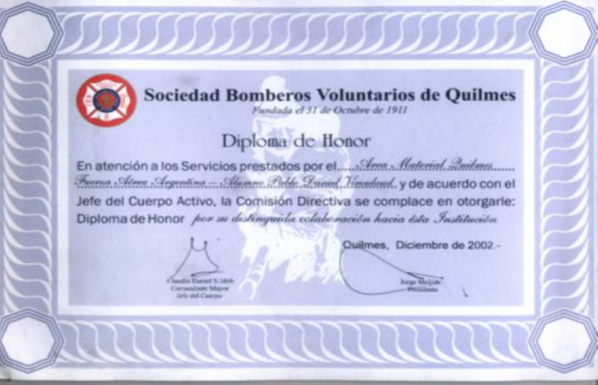 Sociedad Bomberos Voluntarios de Quilmes
Fundada el 31 de Octubre de 1911
Diploma de Honor
En atención a los Servicios prestados por el.....Area Material Quilmes
Fuerza Aérea Argentina - Alumno Pablo Daniel y de acuerdo con el
Jefe del Cuerpo Activo, la Comisión Directiva se complace en otorgarle:
Diploma de Honor por su distinguida colaboración hacia ésta Institución
Quilmes, Diciembre de 2002.-
Claudio Daniel
Comandante Mayor
Jefe del Cuerpo
Jorge
Presidente